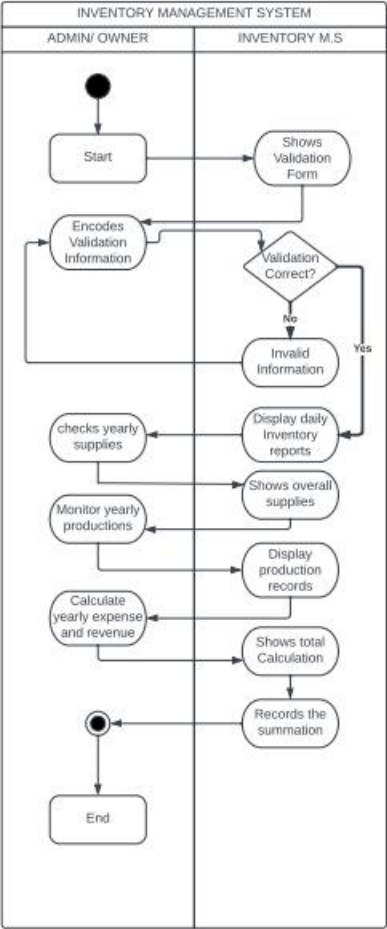 INVENTORY MANAGEMENT SYSTEM
ADMIN/ OWNER
INVENTORY M.S
Start
Shows
Validation
Form
Encodes
Validation
Information
Validation
Correct?
No
Yes
Invalid
Information
Display daily
Inventory
reports
checks yearly
supplies
Shows overall
supplies
Monitor yearly
productions
Display
production
records
Calculate
yearly expense
and revenue
Shows total
Calculation
Records the
summation
End